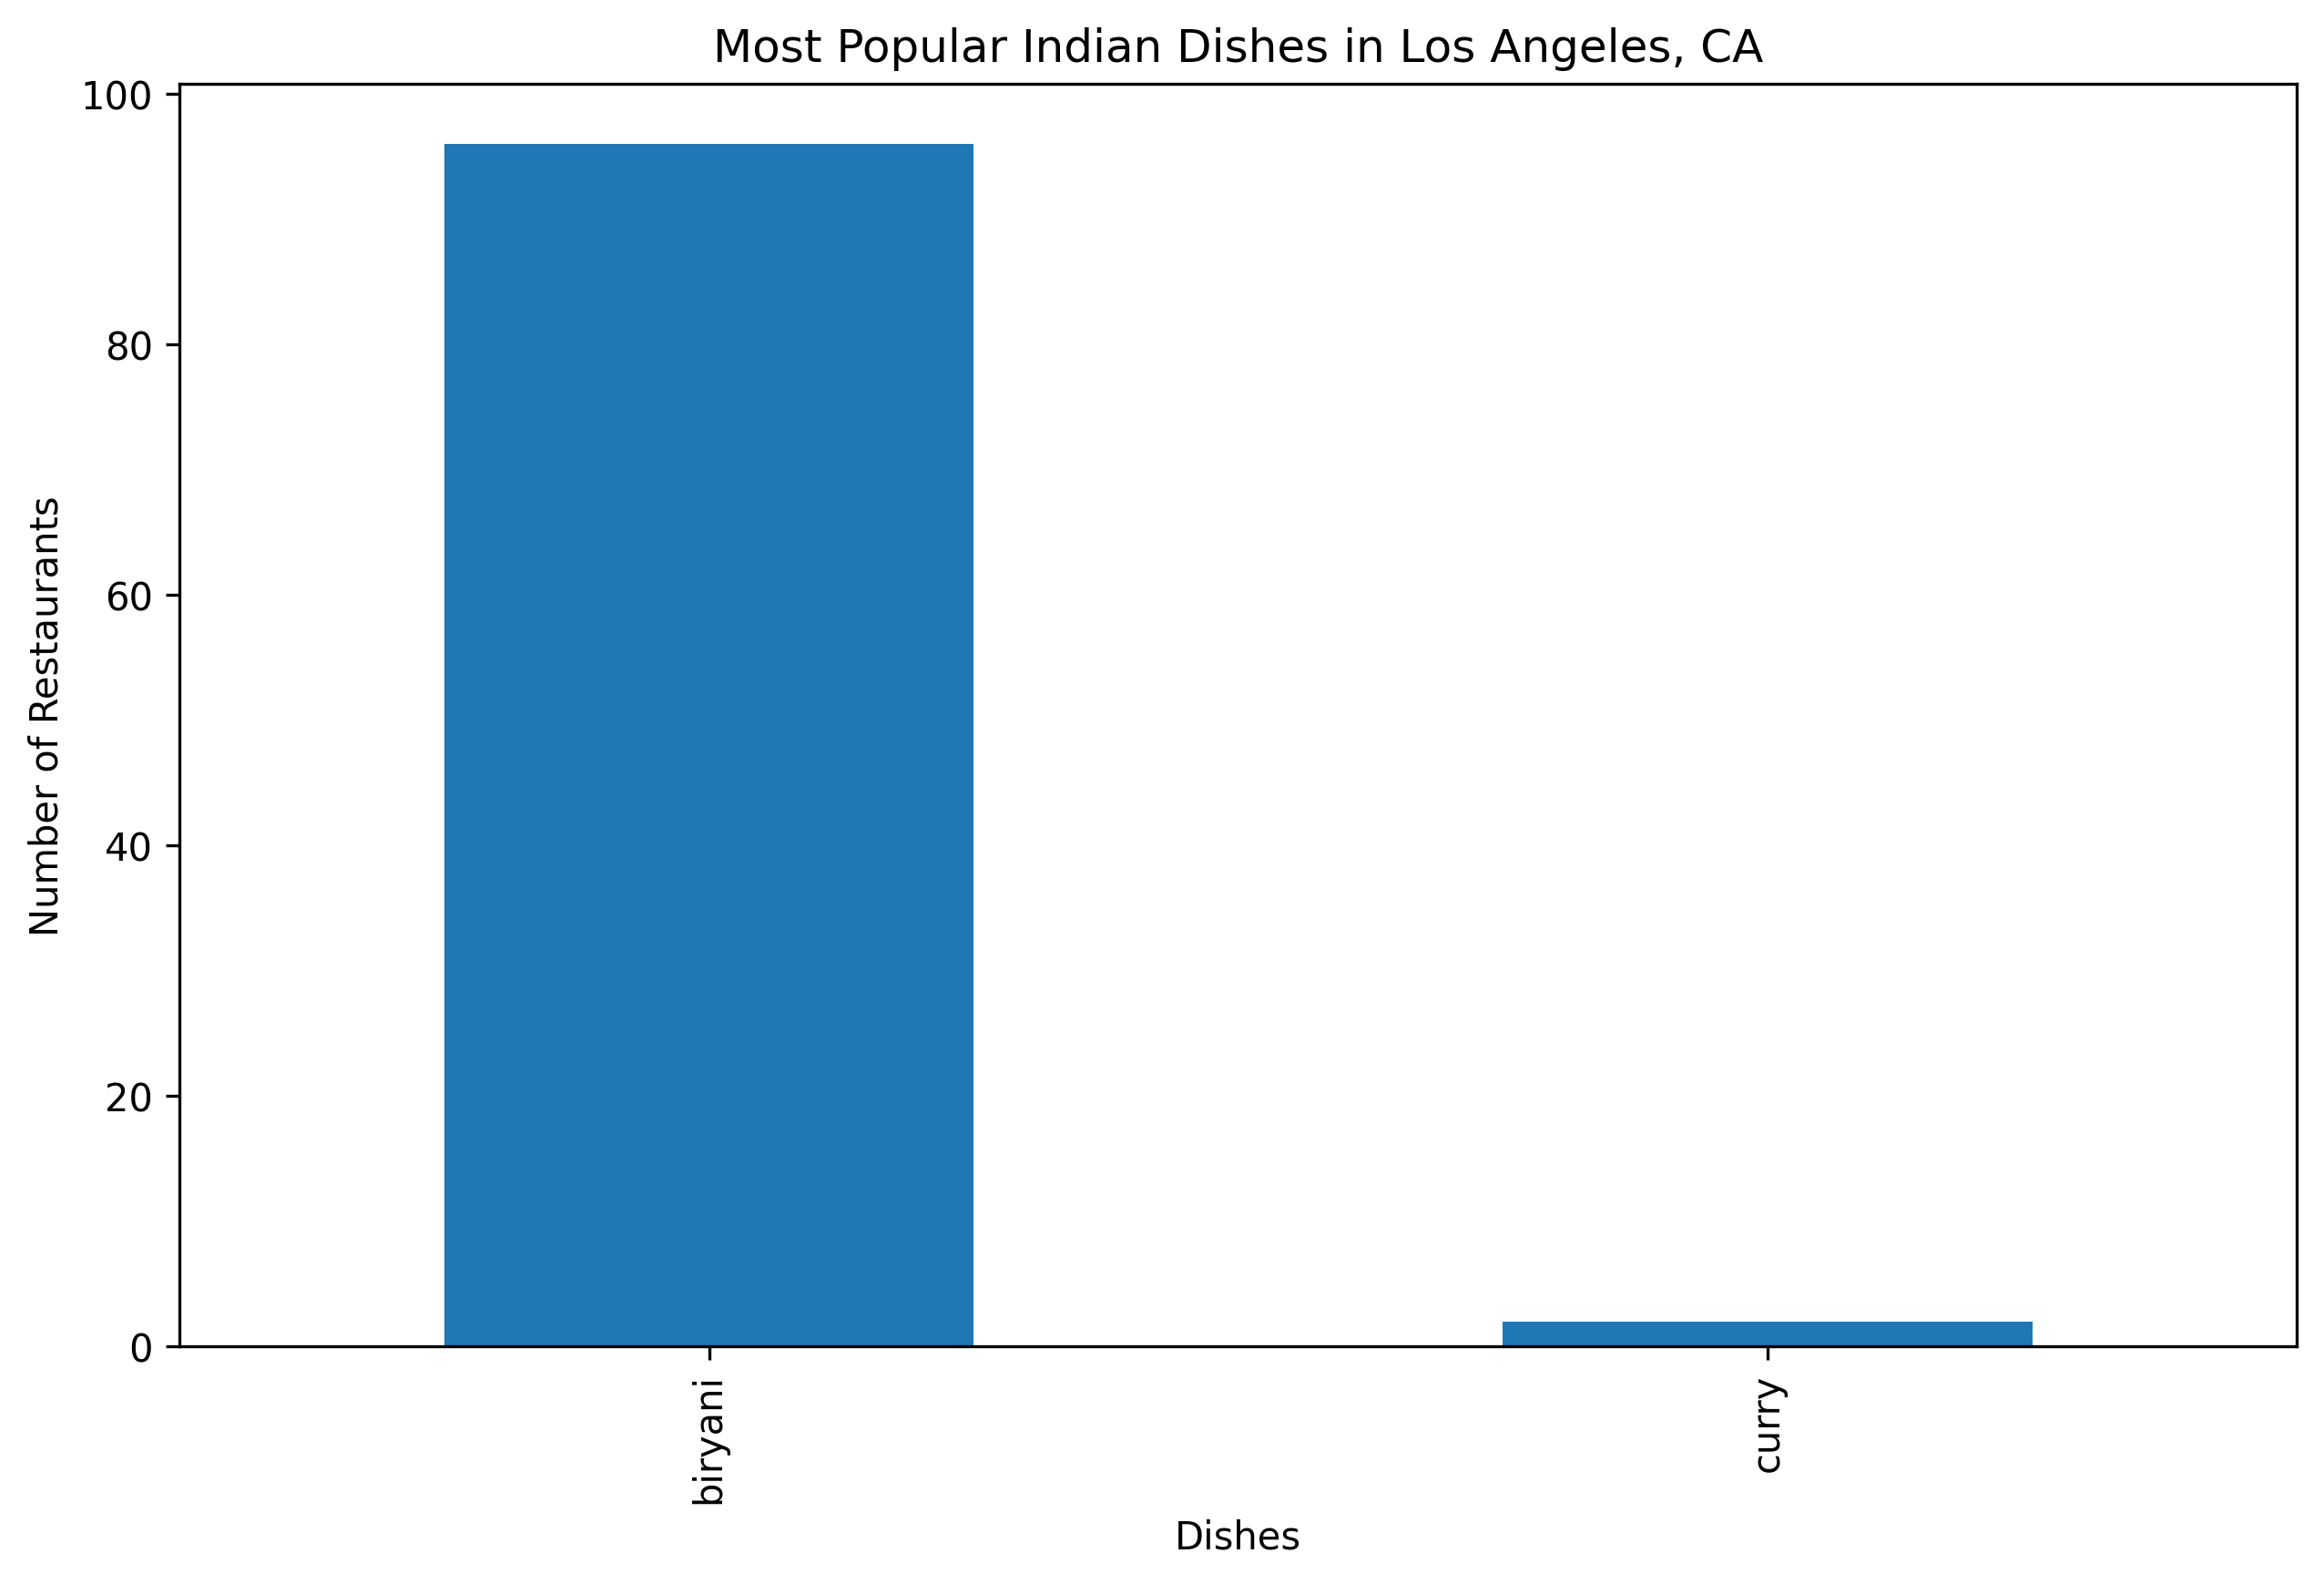 Most Popular Indian Dishes in Los Angeles, CA
100
80
60
40
20
0
Number of Restaurants
biryani
curry
Dishes